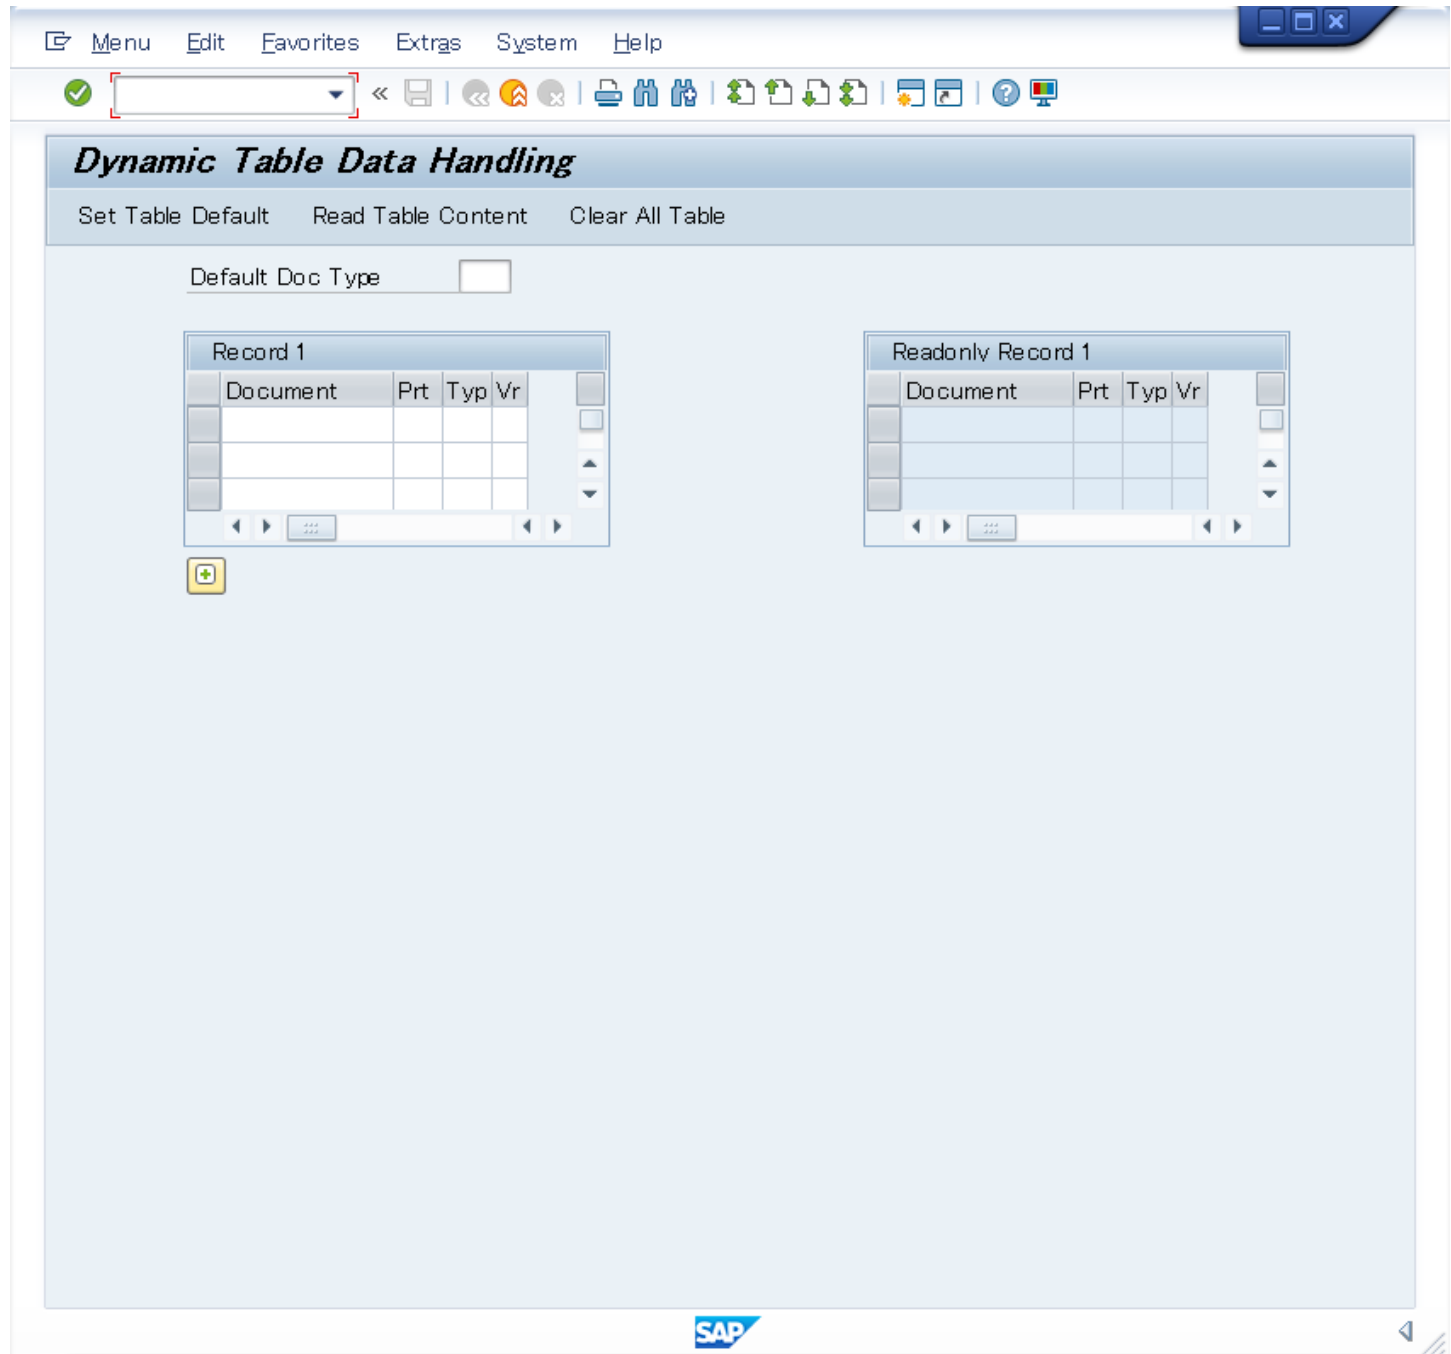 Menu Edit Favorites Extras System Help
Dynamic Table Data Handling
Set Table Default Read Table Content Clear All Table
Default Doc Type
Record 1 Readonly Record 1
Document Prt Typ Vr Document Prt Typ Vr
SAP